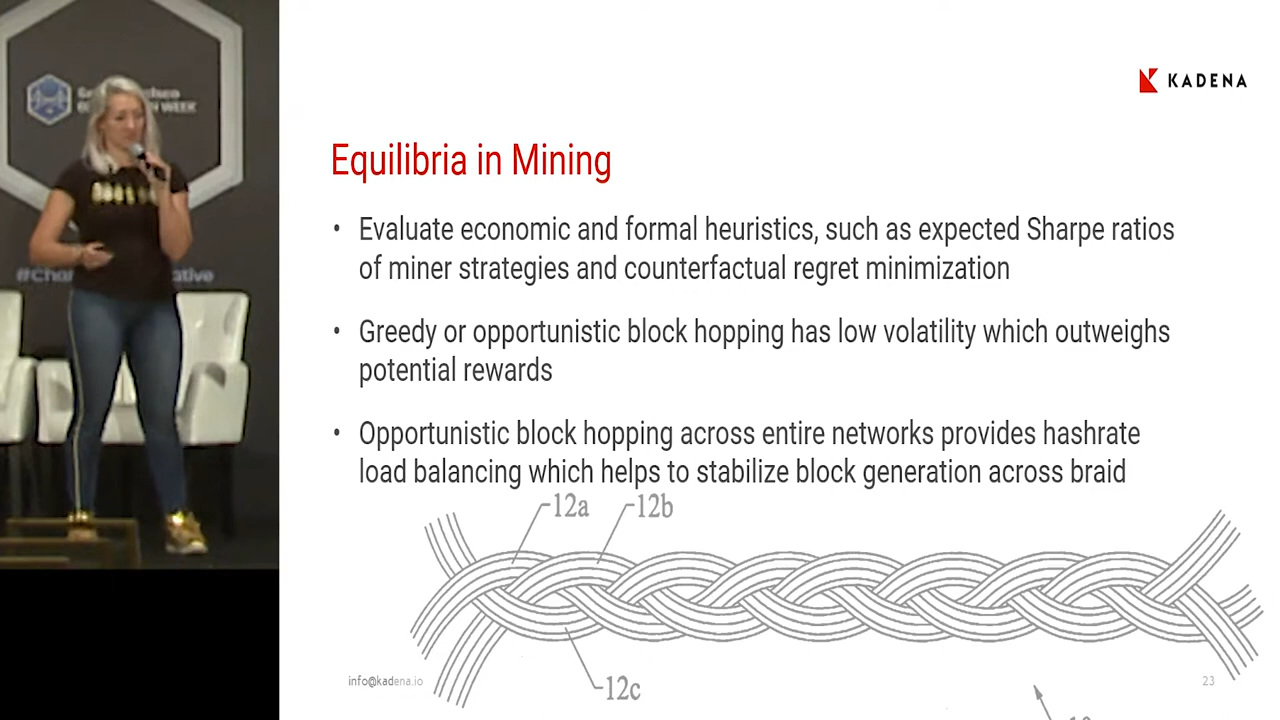 KADENA
Equilibria in Mining
• Evaluate economic and formal heuristics, such as expected Sharpe ratios
of miner strategies and counterfactual regret minimization
• Greedy or opportunistic block hopping has low volatility which outweighs
potential rewards
• Opportunistic block hopping across entire networks provides hashrate
load balancing which helps to stabilize block generation across braid
12a
12b
12c
info@kadena.io
23
WEEK